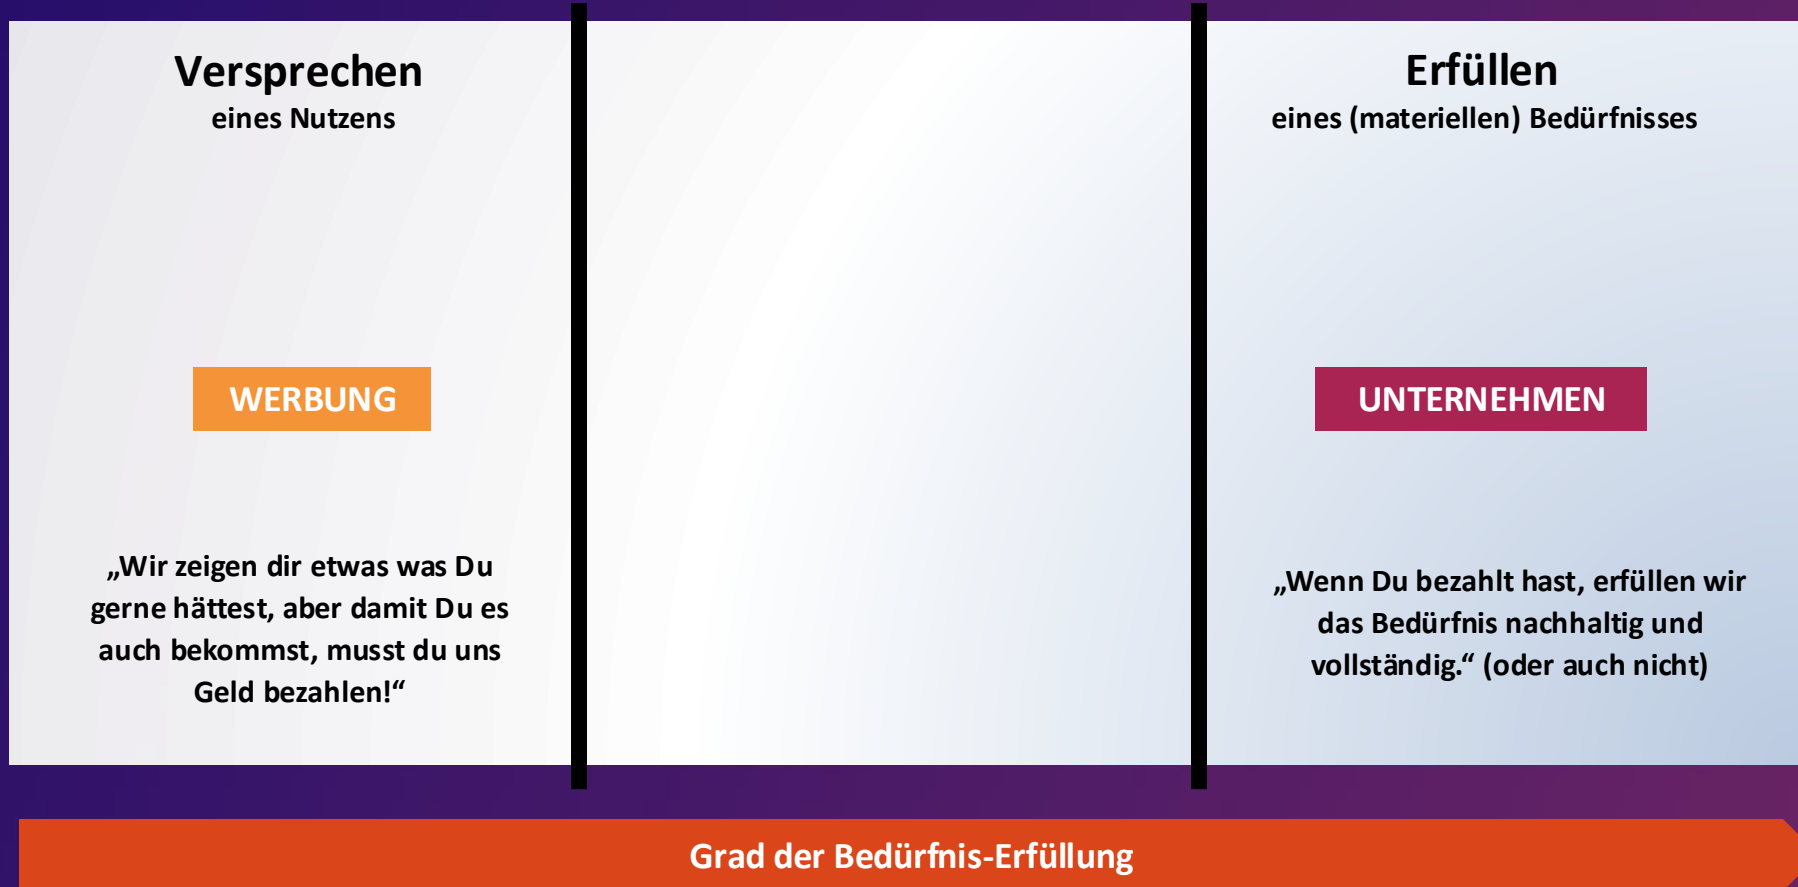 Versprechen
eines Nutzens
WERBUNG
„Wir zeigen dir etwas was Du
gerne hättest, aber damit Du es
auch bekommst, musst du uns
Geld bezahlen!“
Erfüllen
eines (materiellen) Bedürfnisses
UNTERNEHMEN
„Wenn Du bezahlt hast, erfüllen wir
das Bedürfnis nachhaltig und
vollständig.“ (oder auch nicht)
Grad der Bedürfnis-Erfüllung